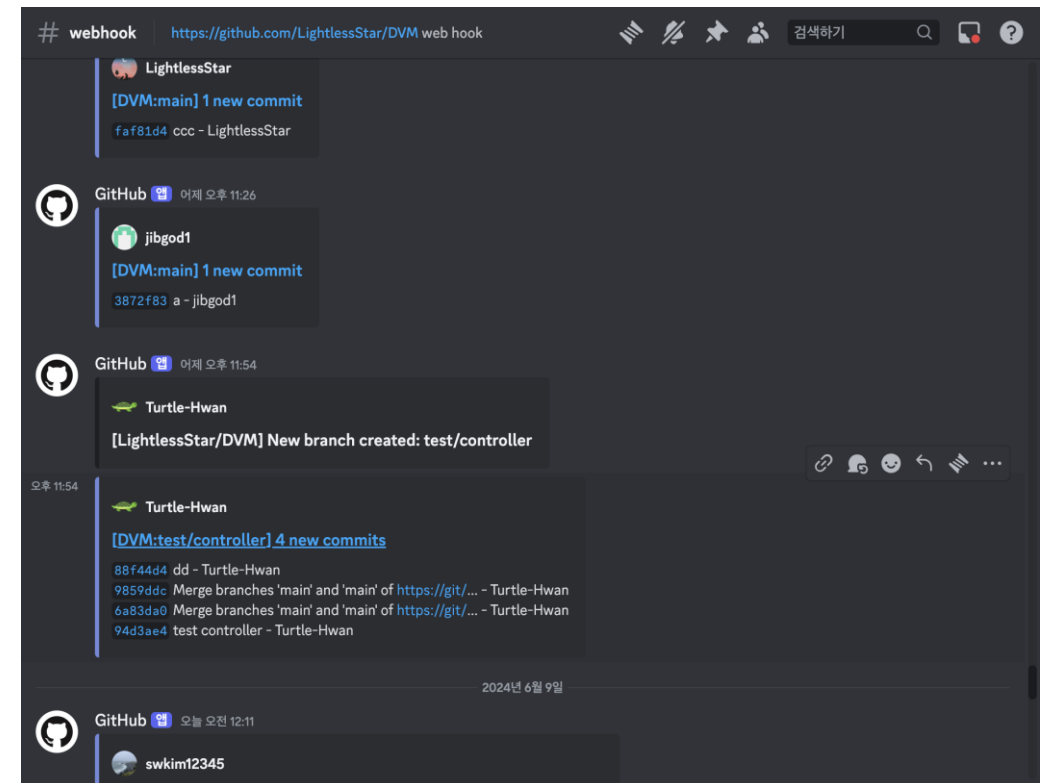 # webhook https://github.com/LightlessStar/DVM web hook 검색하기
LightlessStar
[DVM:main] 1 new commit
faf81d4 ccc - LightlessStar
GitHub 앱 어제 오후 11:26
jibgod1
[DVM:main] 1 new commit
3872f83 a - jibgod1
GitHub 앱 어제 오후 11:54
Turtle-Hwan
[LightlessStar/DVM] New branch created: test/controller
오후 11:54
Turtle-Hwan
[DVM:test/controller] 4 new commits
88f44d4 dd - Turtle-Hwan
9859ddc Merge branches 'main' and 'main' of https://git/... - Turtle-Hwan
6a83da0 Merge branches 'main' and 'main' of https://git/... - Turtle-Hwan
94d3ae4 test controller - Turtle-Hwan
2024년 6월 9일
GitHub 앱 오늘 오전 12:11
swkim12345